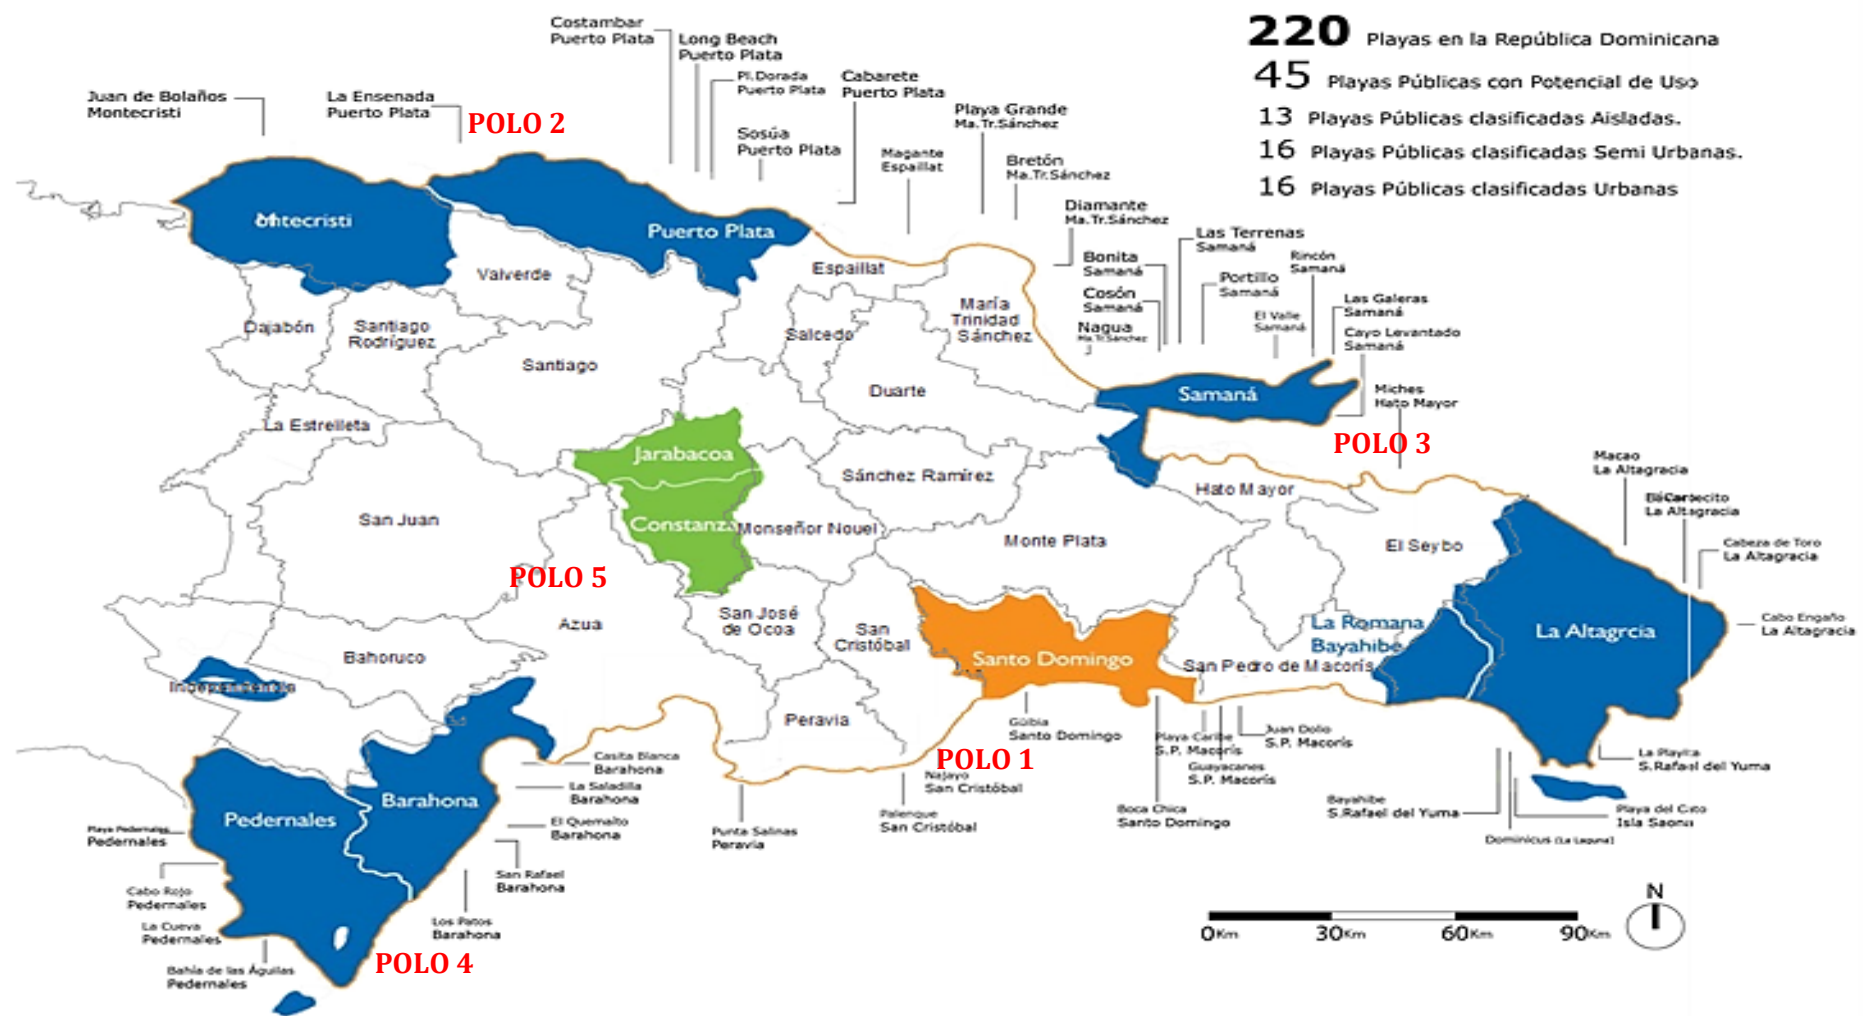 220 Playas en la República Dominicana
45 Playas Públicas con Potencial de Uso
13 Playas Públicas clasificadas Aisladas.
16 Playas Públicas clasificadas Semi Urbanas.
16 Playas Públicas clasificadas Urbanas
Costambar
Puerto Plata
Long Beach
Puerto Plata
Pl.Dorada
Puerto Plata
Cabarete
Puerto Plata
Juan de Bolaños
Montecristi
La Ensenada
Puerto Plata
POLO 2
Sosúa
Puerto Plata
Magante
Espaillat
Playa Grande
Ma.Tr.Sánchez
Bretón
Ma.Tr.Sánchez
Diamante
Ma.Tr.Sánchez
Bonita
Samaná
Cosón
Samaná
Nagua
Ma.Tr.Sánchez
Las Terrenas
Samaná
Portillo
Samaná
Rincón
Samaná
El Valle
Samaná
Las Galeras
Samaná
Cayo Levantado
Samaná
Miches
Hato Mayor
POLO 3
Puerto Plata
Valverde
Espaillat
Dajabón
Santiago
Rodríguez
Santiago
Salcedo
María
Trinidad
Sánchez
Duarte
Samaná
La Estrelleta
Jarabacoa
Constanza
Sánchez Ramírez
Hato Mayor
San Juan
Monseñor Nouel
Monte Plata
El Seybo
POLO 5
Azua
San José
de Ocoa
San
Cristóbal
Santo Domingo
La Romana
Bayahibe
San Pedro de Macorís
La Altagrcia
Macao
La Altagracia
La Altagracia
Cabeza de Toro
La Altagracia
Cabo Engaño
La Altagracia
Bahoruco
Peravia
Barahona
Pedernales
Casita Blanca
Barahona
La Saladilla
Barahona
El Quemaito
Barahona
San Rafael
Barahona
Los Patos
Barahona
Playa Pedernales
Pedernales
Cabo Rojo
Pedernales
La Cueva
Pedernales
Bahía de las Águilas
Pedernales
POLO 4
Punta Salinas
Peravia
Palenque
San Cristóbal
Najayo
San Cristóbal
POLO 1
Güibia
Santo Domingo
Boca Chica
Santo Domingo
Playa Caribe
S.P. Macorís
Guayacanes
S.P. Macorís
Juan Dolio
S.P. Macorís
Bayahibe
S.Rafael del Yuma
Dominicus (La Laguna)
Playa del Gato
Isla Saona
La Playita
S.Rafael del Yuma
0Km 30Km 60Km 90Km
N